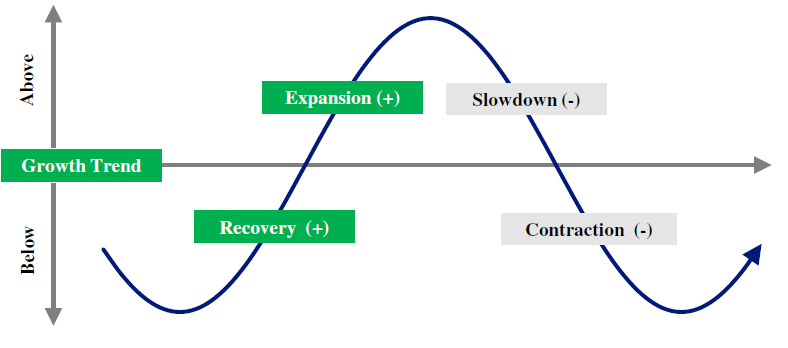 Above
Expansion (+)
Slowdown (-)
Growth Trend
Recovery (+)
Contraction (-)
Below